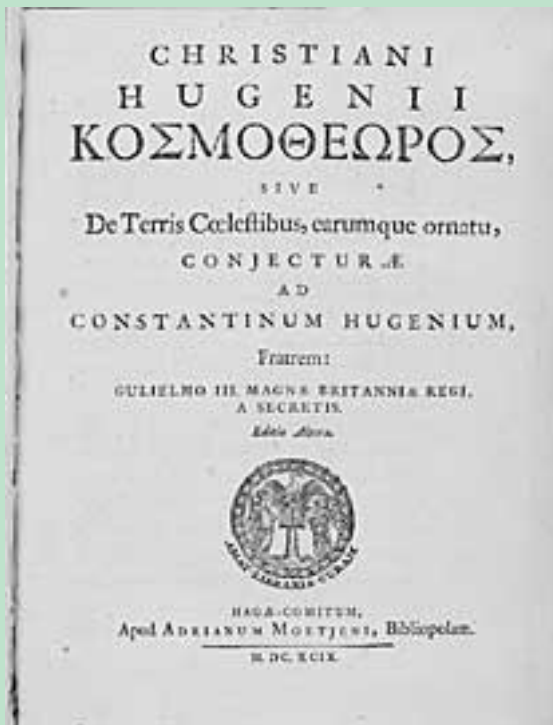 CHRISTIANI
HUGENII
ΚΟΣΜΟΘΕΩΡΟΣ,
SIVE
De Terris Cœlestibus, earumque ornatu,
CONJECTURÆ
AD
CONSTANTINUM HUGENIUM,
Fratrem:
GULIELMO III. MAGNÆ BRITANNIÆ REGI,
A SECRETIS.
Editio Altera.
HAGÆ-COMITUM,
Apud ADRIANUM MOETJENS, Bibliopolam.
M. DC. XCIX.